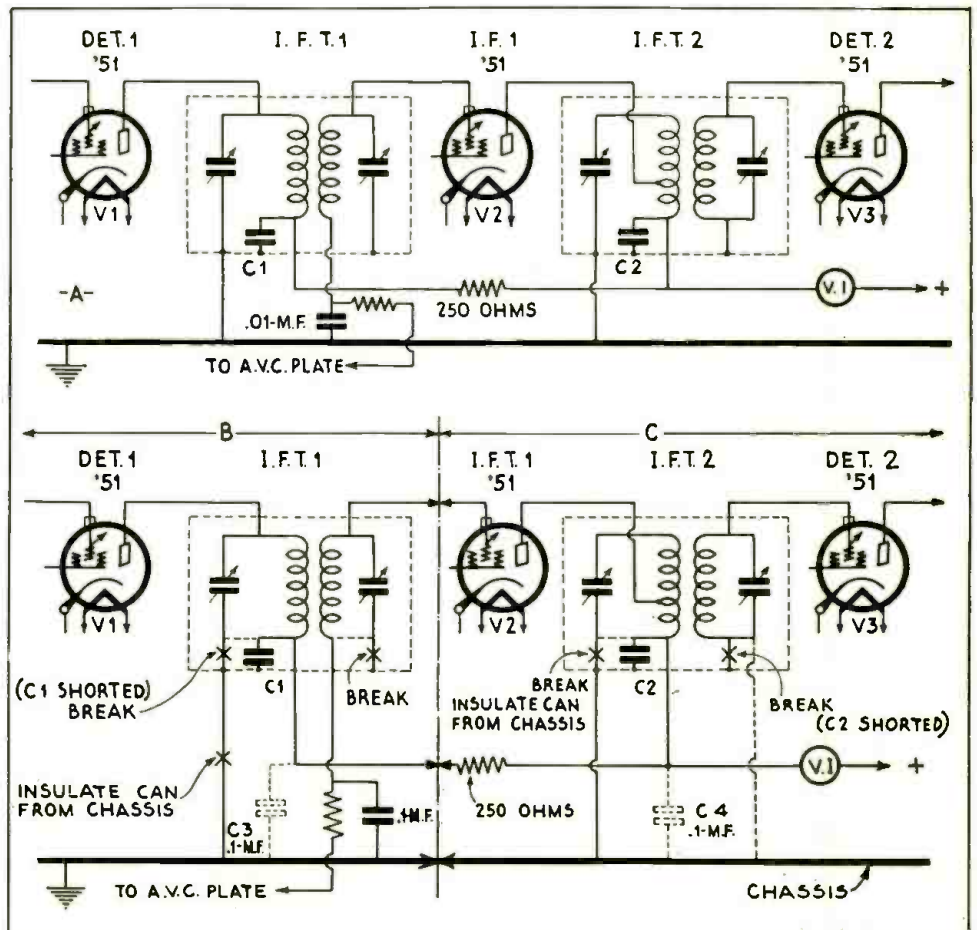 DET.1 I.F.T.1 I.F.1 I.F.T.2 DET.2
'51 '51 '51
V1 V2 V3
C1 C2
-A- 250 OHMS V.I +
.01-M.F.
TO A.V.C. PLATE
B C
DET.1 I.F.T.1 I.F.T.1 I.F.T.2 DET.2
'51 '51 '51
V1 V2 V3
C1 C2
(C1 SHORTED)
BREAK
BREAK
BREAK
INSULATE CAN
FROM CHASSIS
BREAK
(C2 SHORTED)
INSULATE CAN
FROM CHASSIS
V.I +
250 OHMS
C3
.1-M.F.
.1-M.F.
C4
.1-M.F.
TO A.V.C. PLATE
CHASSIS